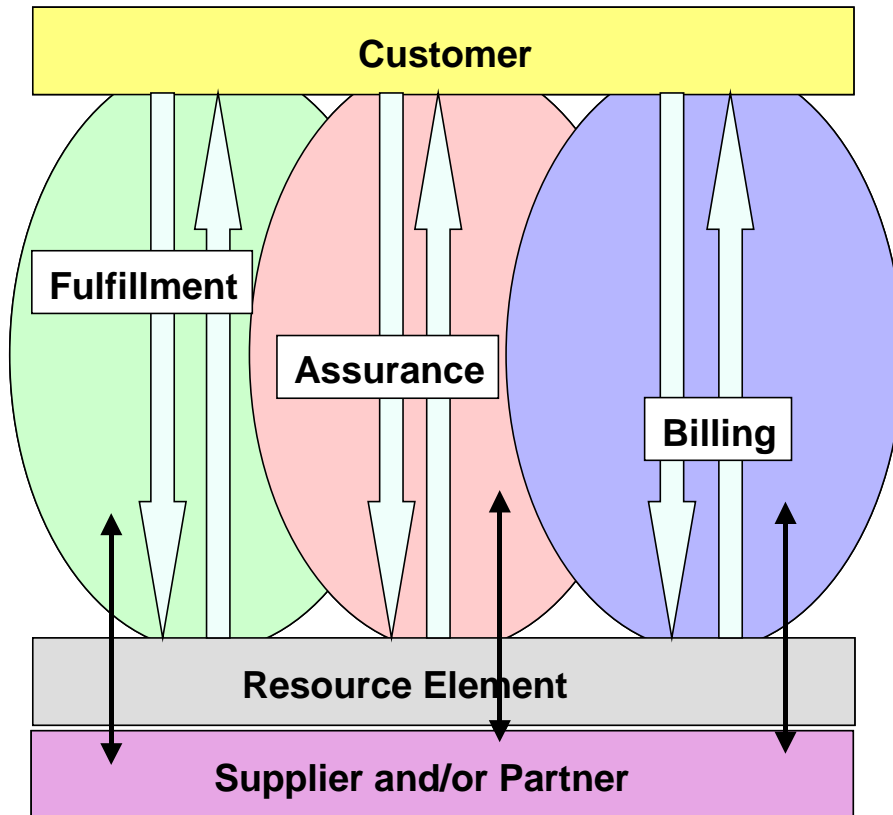 Customer
Fulfillment
Assurance
Billing
Resource Element
Supplier and/or Partner